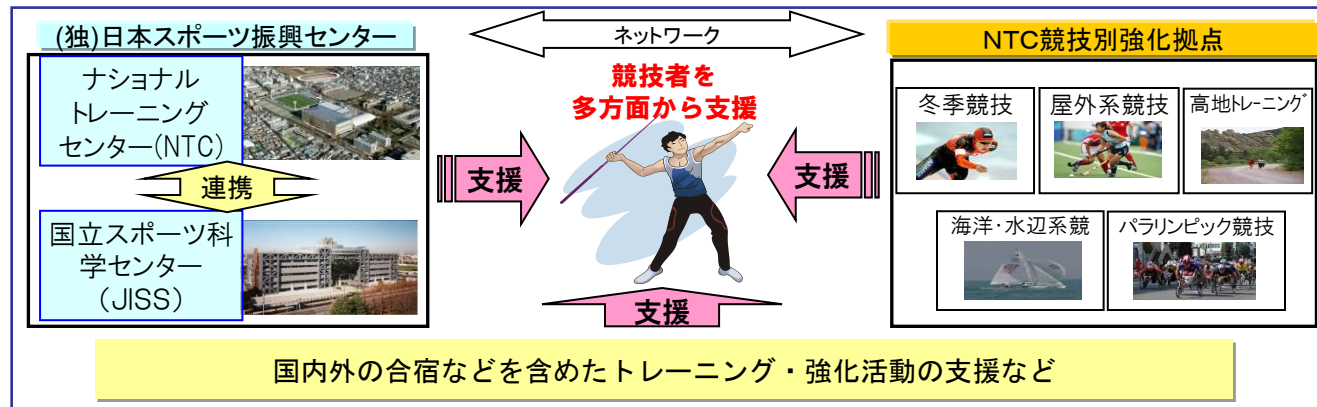 (独)日本スポーツ振興センター
ナショナル
トレーニング
センター(NTC)
連携
国立スポーツ科
学センター
(JISS)
ネットワーク
競技者を
多方面から支援
支援
支援
支援
NTC競技別強化拠点
冬季競技
屋外系競技
高地トレーニング
海洋・水辺系競
パラリンピック競技
国内外の合宿などを含めたトレーニング・強化活動の支援など